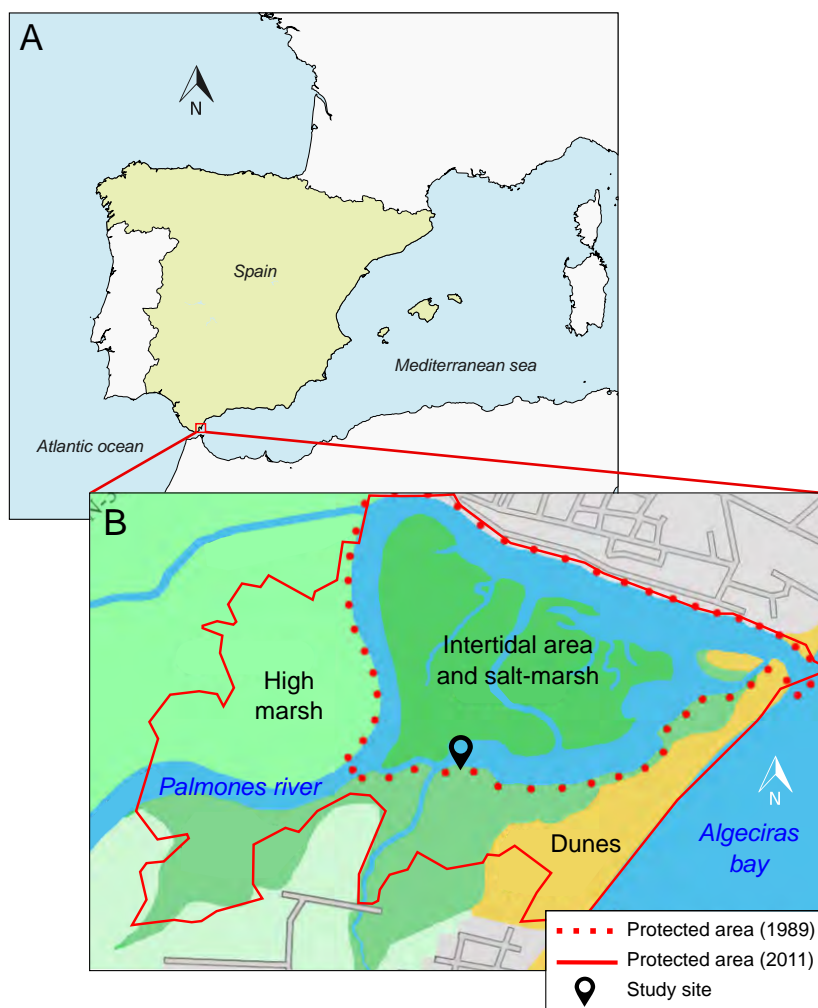 A
N
Spain
Mediterranean sea
Atlantic ocean
B
Intertidal area
and salt-marsh
High
marsh
Palmones river
N
Dunes
Algeciras
bay
Protected area (1989)
Protected area (2011)
Study site